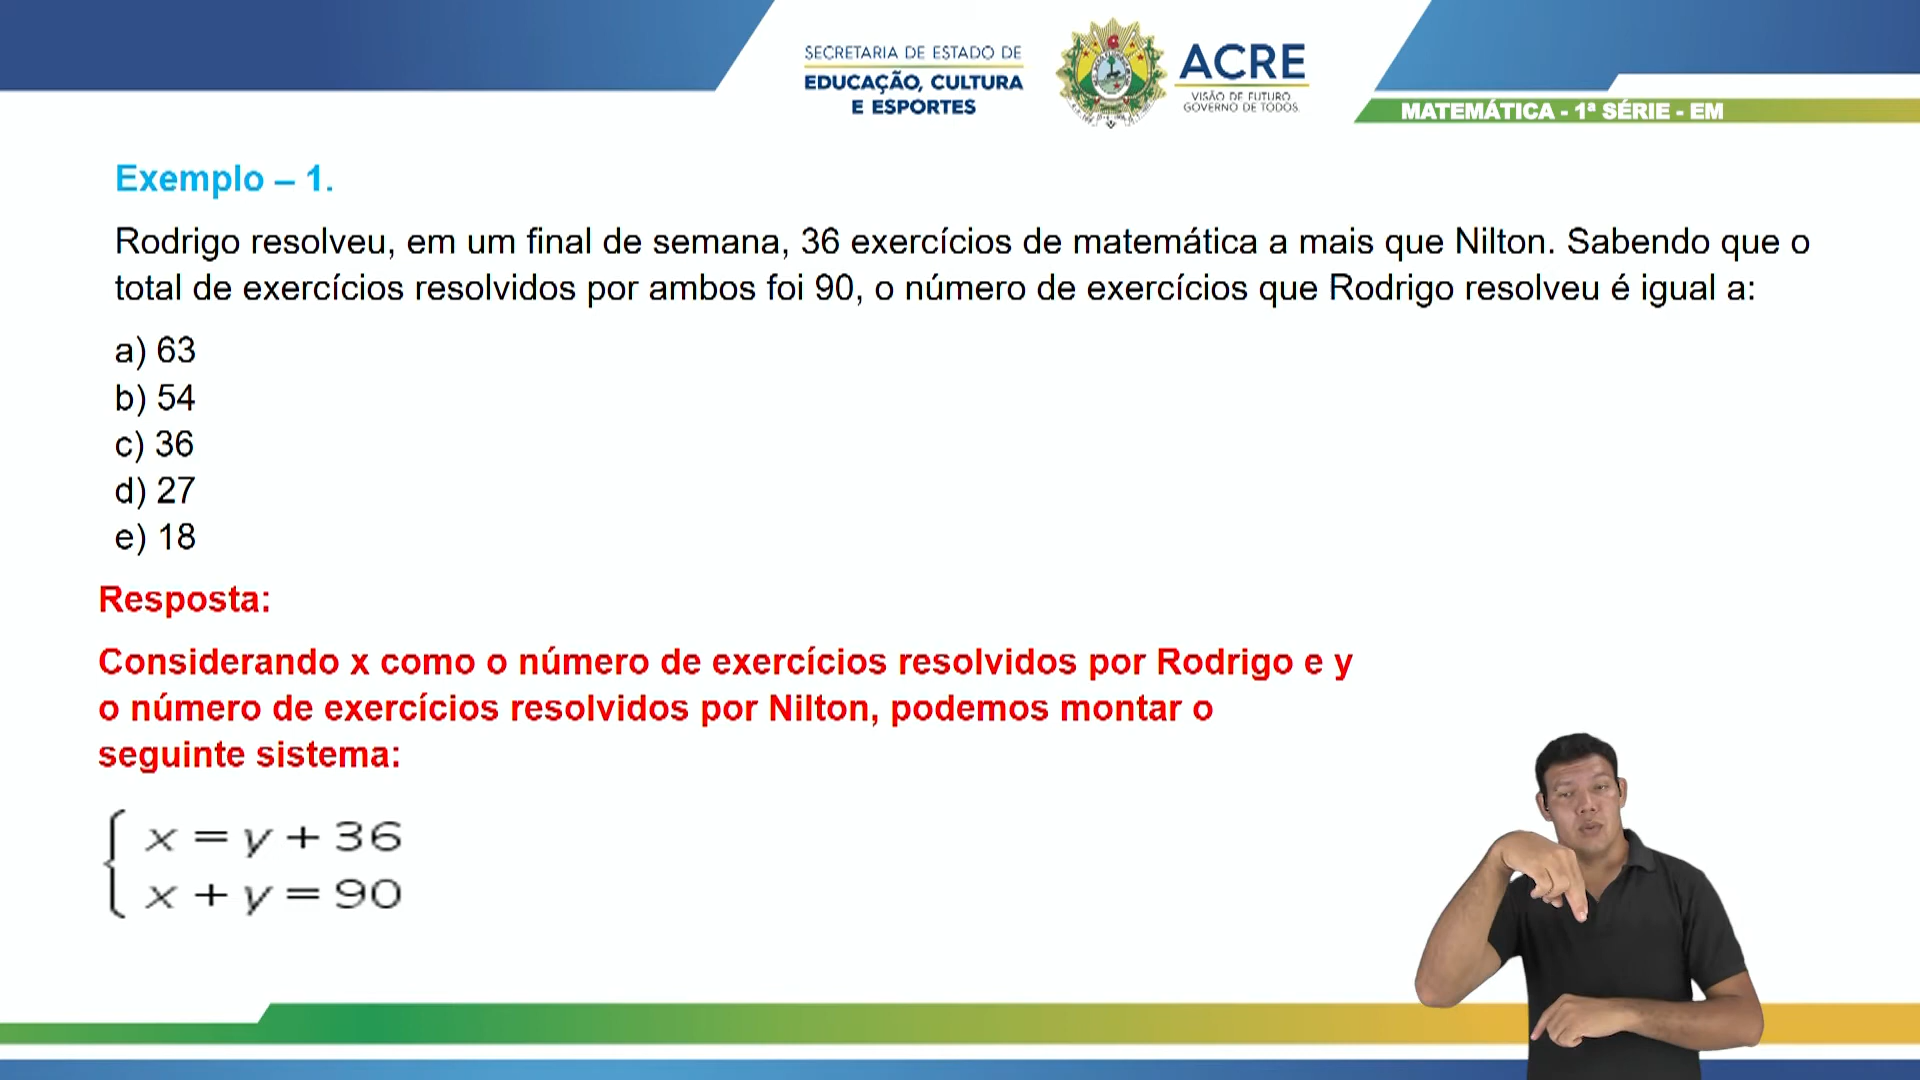 SECRETARIA DE ESTADO DE
EDUCAÇÃO, CULTURA
E ESPORTES
ACRE
VISÃO DE FUTURO
GOVERNO DE TODOS.
MATEMÁTICA - 1ª SÉRIE - EM
Exemplo – 1.
Rodrigo resolveu, em um final de semana, 36 exercícios de matemática a mais que Nilton. Sabendo que o
total de exercícios resolvidos por ambos foi 90, o número de exercícios que Rodrigo resolveu é igual a:
a) 63
b) 54
c) 36
d) 27
e) 18
Resposta:
Considerando x como o número de exercícios resolvidos por Rodrigo e y
o número de exercícios resolvidos por Nilton, podemos montar o
seguinte sistema:
x = y + 36
x + y = 90